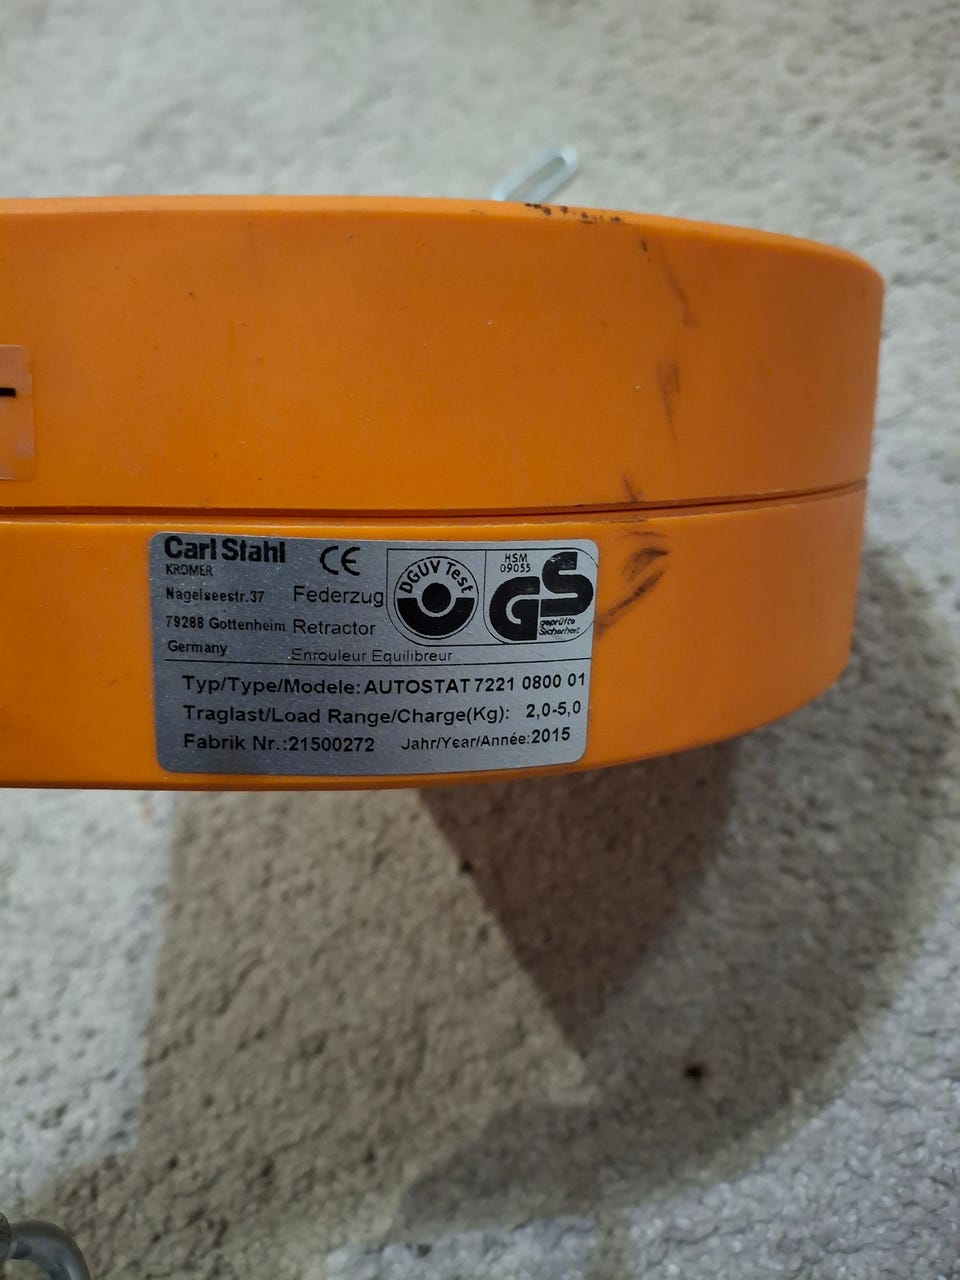 Carl Stahl
KROMER
Nägelseestr.37
79288 Gottenheim
Germany
CE
Federzug
Retractor
Enrouleur Equilibreur
DGUV Test
HSM
09055
GS
geprüfte
Sicherheit
Typ/Type/Modele: AUTOSTAT 7221 0800 01
Traglast/Load Range/Charge(Kg): 2,0-5,0
Fabrik Nr.:21500272 Jahr/Year/Année:2015